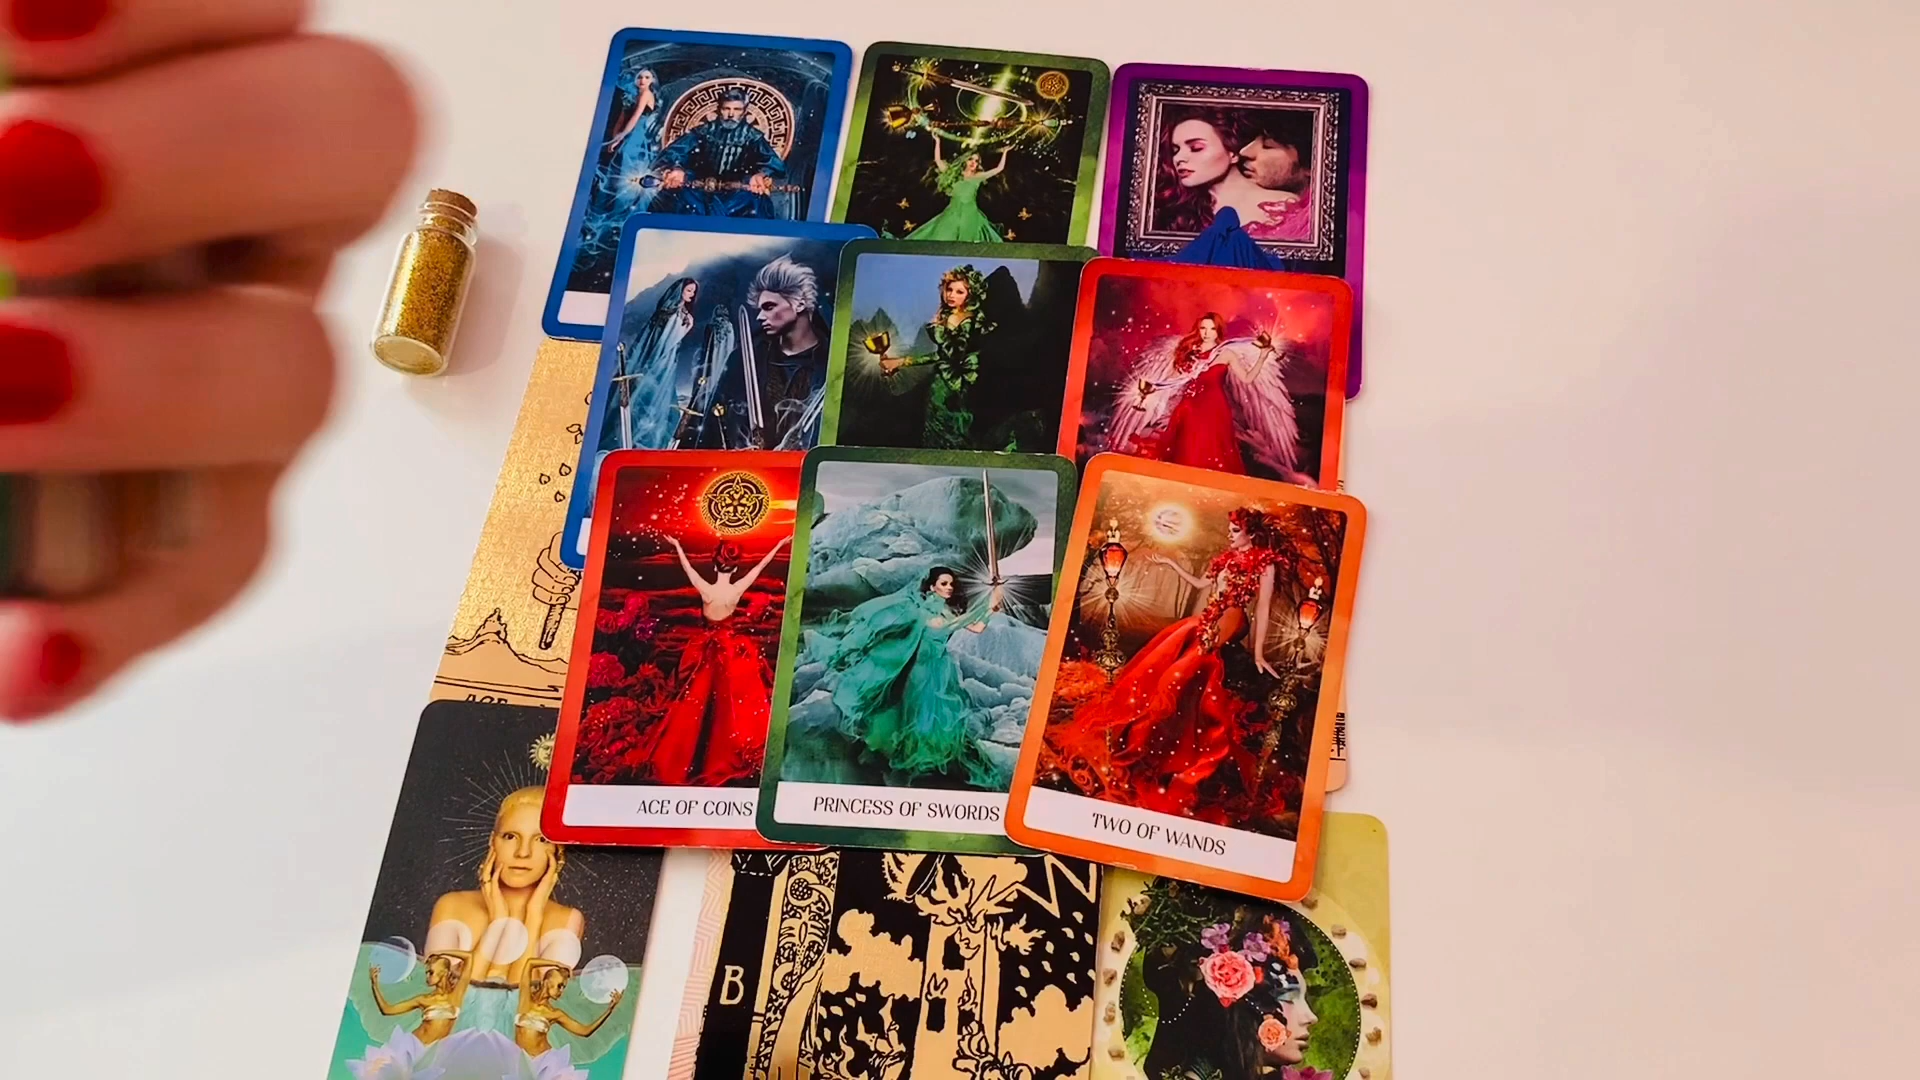 ACE OF COINS
PRINCESS OF SWORDS
TWO OF WANDS
B